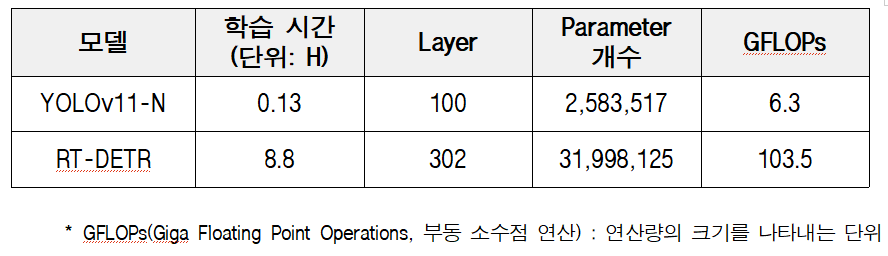 모델 학습 시간 (단위: H) Layer Parameter 개수 GFLOPs
YOLOv11-N 0.13 100 2,583,517 6.3
RT-DETR 8.8 302 31,998,125 103.5
* GFLOPs(Giga Floating Point Operations, 부동 소수점 연산) : 연산량의 크기를 나타내는 단위